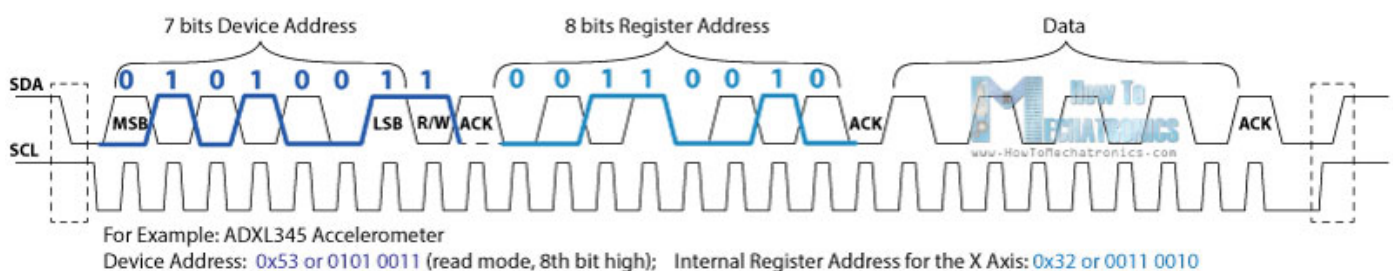 7 bits Device Address 8 bits Register Address Data
0 1 0 1 0 0 1 1 0 0 1 1 0 0 1 0
SDA
MSB LSB R/W ACK ACK ACK
How To
MECHATRONICS
www.HowToMechatronics.com
SCL
For Example: ADXL345 Accelerometer
Device Address: 0x53 or 0101 0011 (read mode, 8th bit high); Internal Register Address for the X Axis: 0x32 or 0011 0010